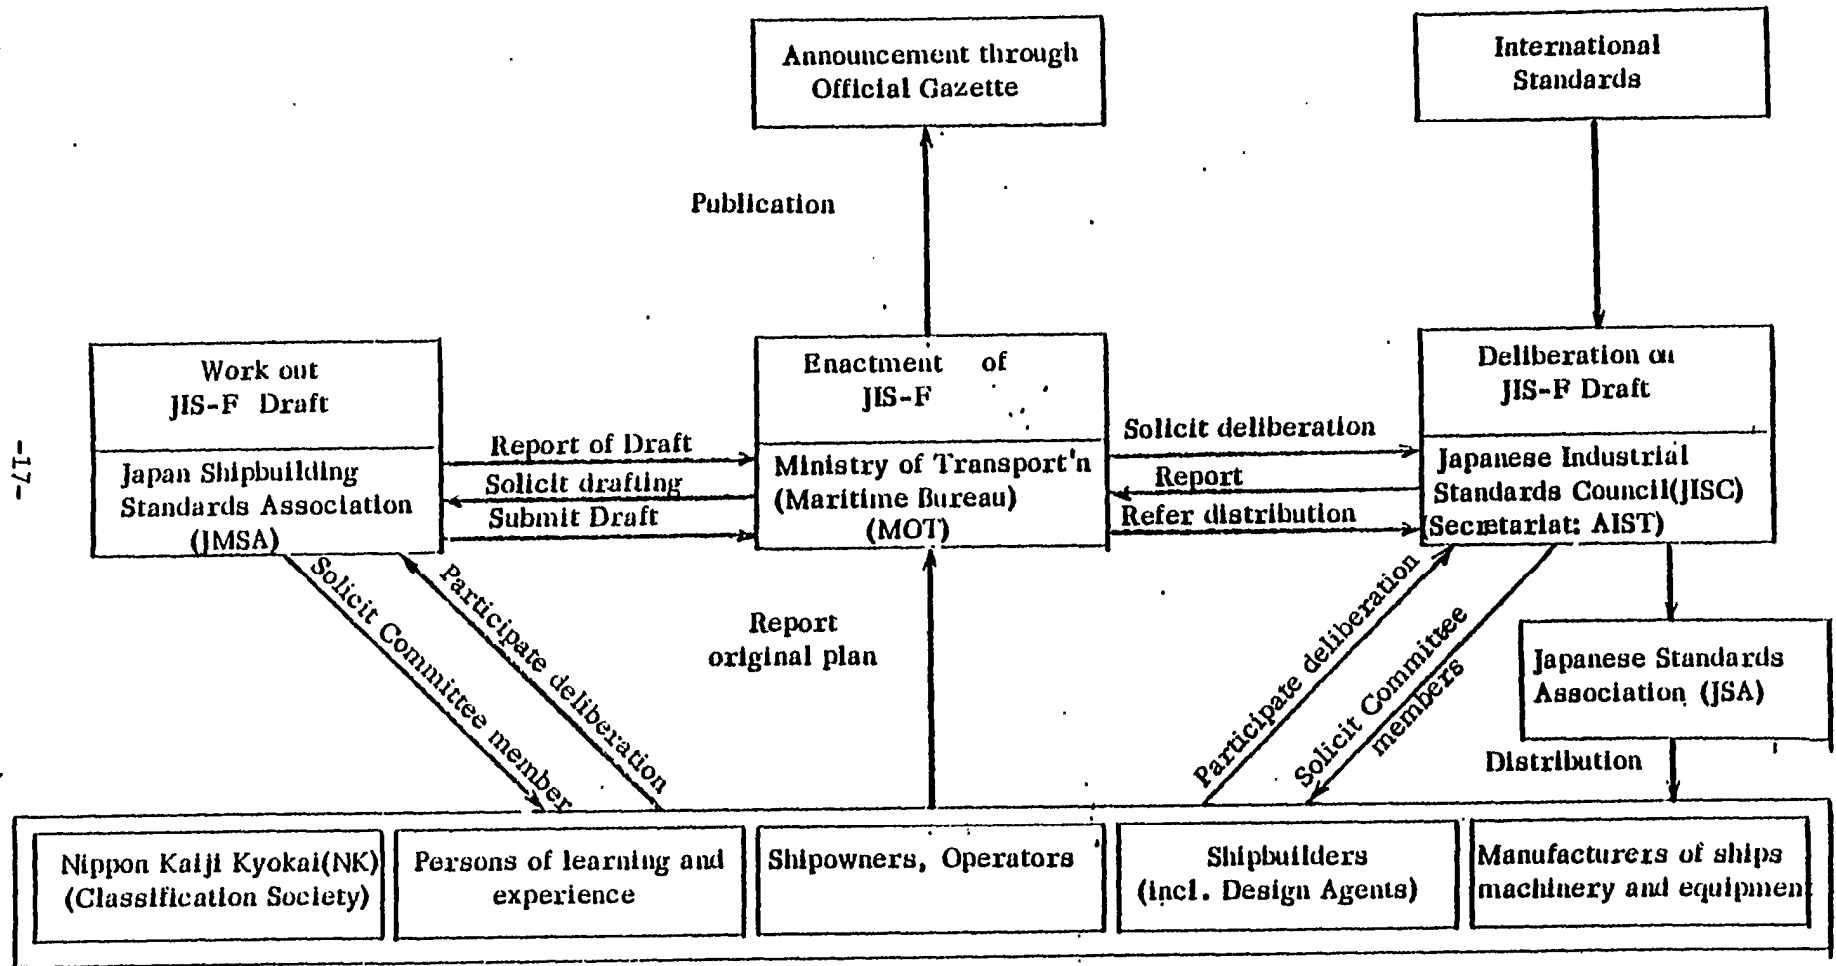 Announcement through
Official Gazette
International
Standards
Publication
Work out
JIS-F Draft
Japan Shipbuilding
Standards Association
(JMSA)
Report of Draft
Solicit drafting
Submit Draft
Enactment of
JIS-F
Ministry of Transport'n
(Maritime Bureau)
(MOT)
Solicit deliberation
Report
Refer distribution
Deliberation on
JIS-F Draft
Japanese Industrial
Standards Council(JISC)
(Secretariat: AIST)
-17-
Solicit Committee member
Participate deliberation
Report
original plan
Participate deliberation
Solicit Committee
members
Japanese Standards
Association (JSA)
Distribution
Nippon Kaiji Kyokai(NK)
(Classification Society)
Persons of learning and
experience
Shipowners, Operators
Shipbuilders
(incl. Design Agents)
Manufacturers of ships
machinery and equipmen